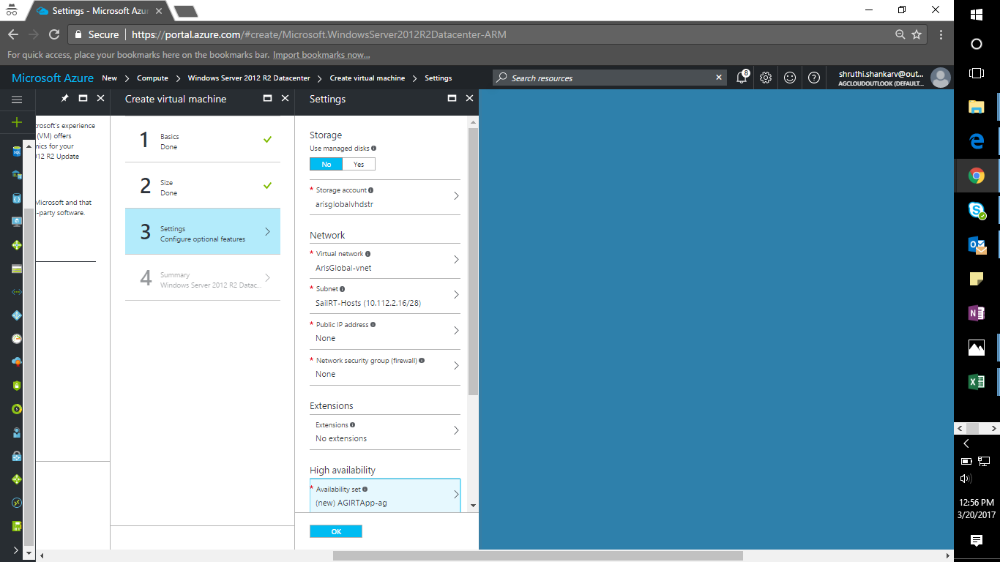 Settings - Microsoft Azu
Secure
https://portal.azure.com/#create/Microsoft.WindowsServer2012R2Datacenter-ARM
For quick access, place your bookmarks here on the bookmarks bar. Import bookmarks now...
Microsoft Azure New > Compute > Windows Server 2012 R2 Datacenter > Create virtual machine > Settings
Search resources
8
shruthi.shankarv@out...
AGCLOUDOUTLOOK (DEFAULT...
crosoft's experience
(VM) offers
mics for your
012 R2 Update
Microsoft and that
-party software.
Create virtual machine
1
Basics
Done
2
Size
Done
3
Settings
Configure optional features
4
Summary
Windows Server 2012 R2 Datac...
Settings
Storage
Use managed disks
No Yes
* Storage account
arisglobalvhdstr
Network
* Virtual network
ArisGlobal-vnet
* Subnet
SailRT-Hosts (10.112.2.16/28)
* Public IP address
None
* Network security group (firewall)
None
Extensions
Extensions
No extensions
High availability
* Availability set
(new) AGIRTApp-ag
OK
12:56 PM
3/20/2017